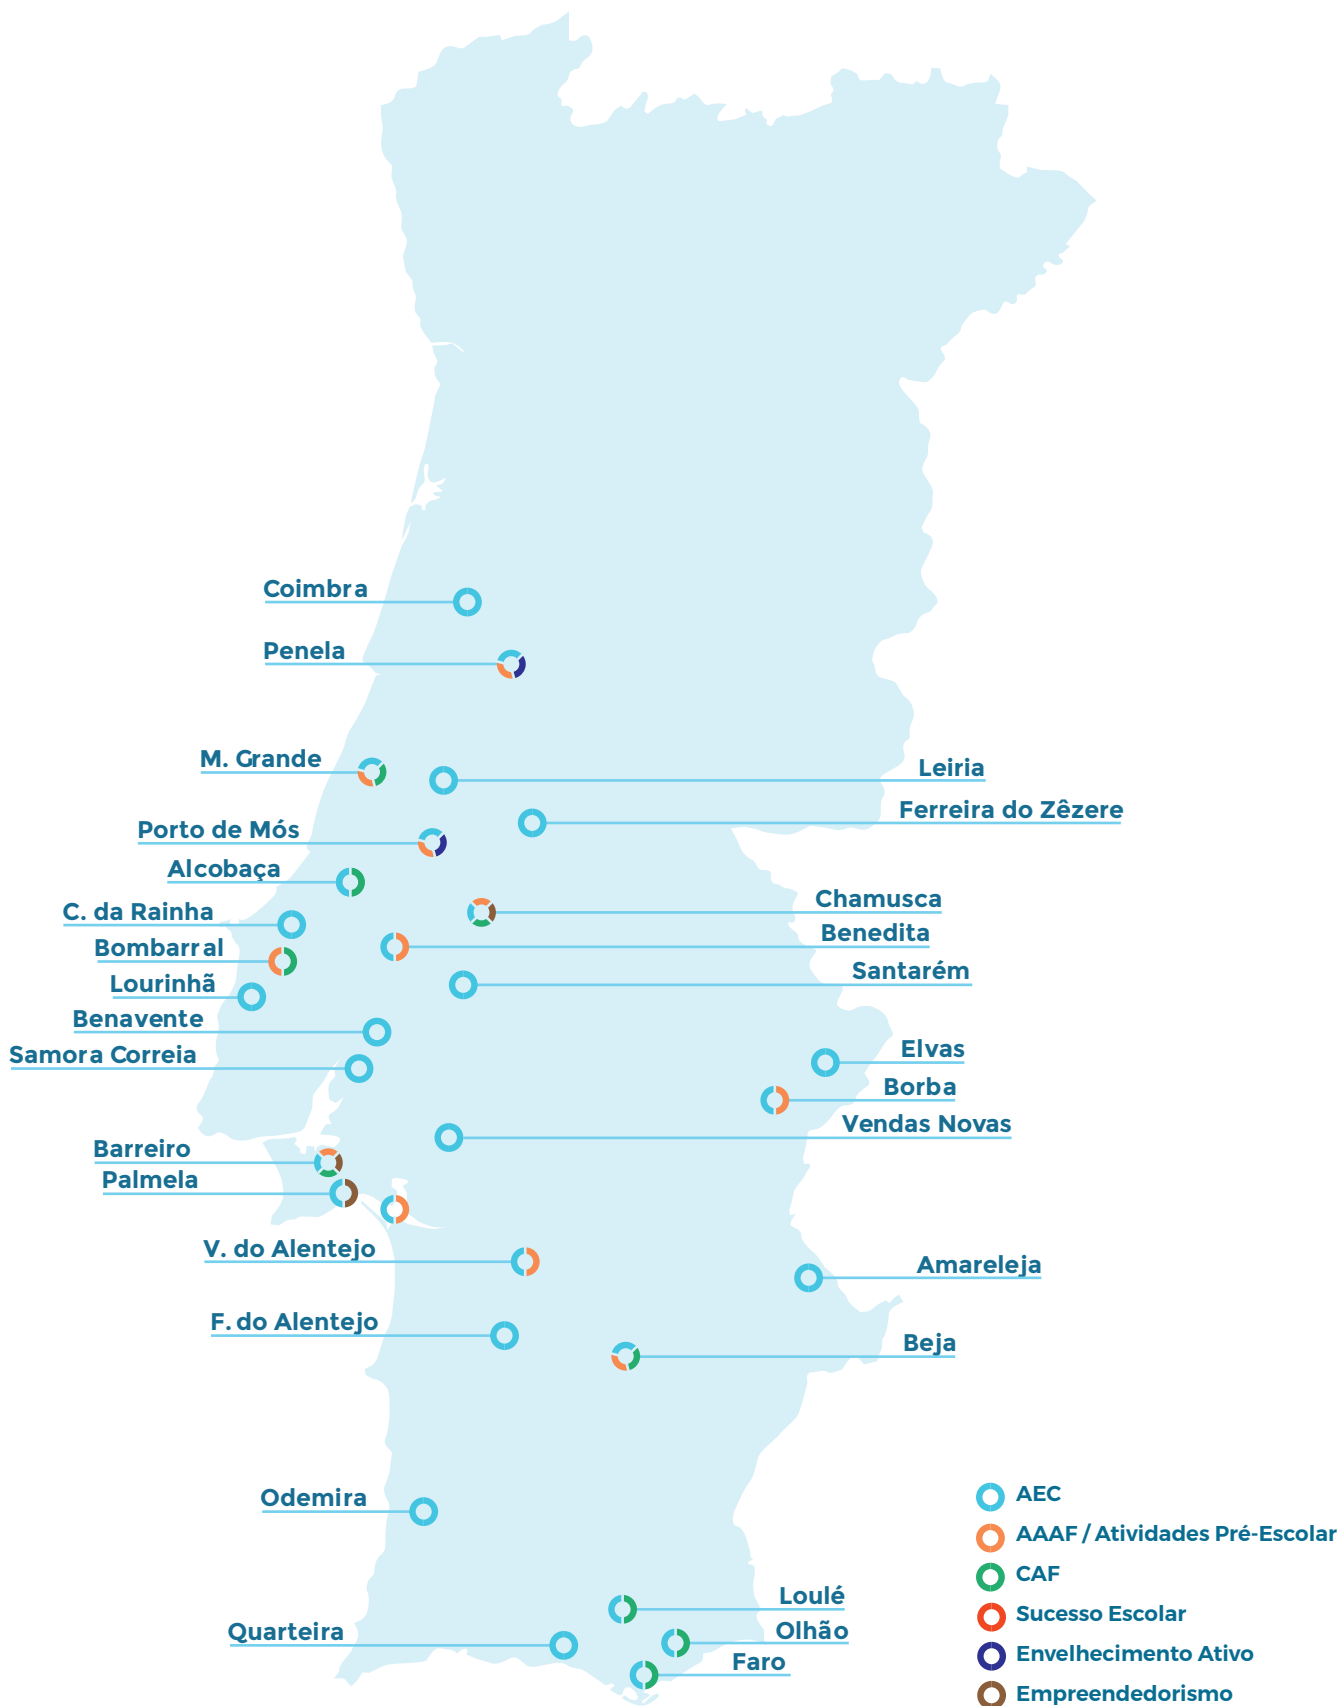 Coimbra
Penela
M. Grande
Leiria
Ferreira do Zêzere
Porto de Mós
Alcobaça
Chamusca
C. da Rainha
Benedita
Bombarral
Santarém
Lourinhã
Benavente
Samora Correia
Elvas
Borba
Vendas Novas
Barreiro
Palmela
V. do Alentejo
Amareleja
F. do Alentejo
Beja
Odemira
Loulé
Olhão
Quarteira
Faro
AEC
AAAF / Atividades Pré-Escolar
CAF
Sucesso Escolar
Envelhecimento Ativo
Empreendedorismo